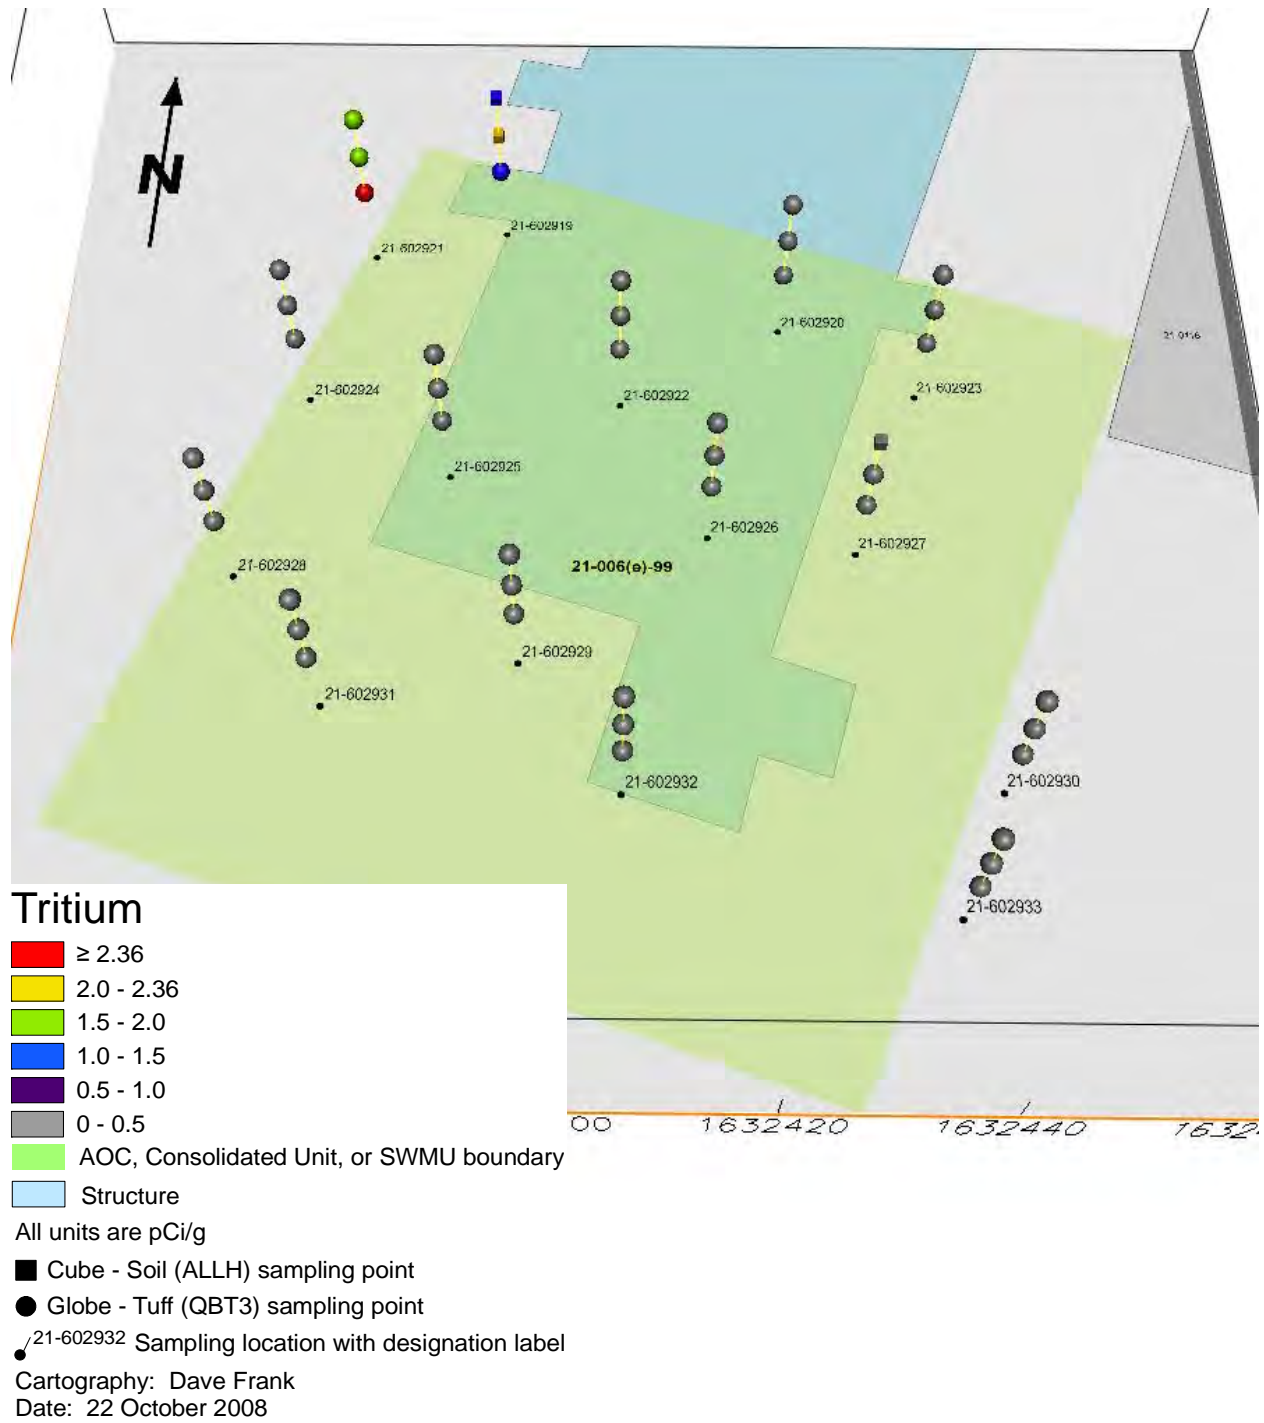 N
21-602919
21-602921
21-602920
21-602924
21-602922
21-602923
21-602925
21-602926
21-602927
21-006(e)-99
21-602928
21-602929
21-602931
21-602932
21-602930
21-602933
Tritium
≥ 2.36
2.0 - 2.36
1.5 - 2.0
1.0 - 1.5
0.5 - 1.0
0 - 0.5
00 1632420 1632440 1632
AOC, Consolidated Unit, or SWMU boundary
Structure
All units are pCi/g
Cube - Soil (ALLH) sampling point
Globe - Tuff (QBT3) sampling point
21-602932 Sampling location with designation label
Cartography: Dave Frank
Date: 22 October 2008